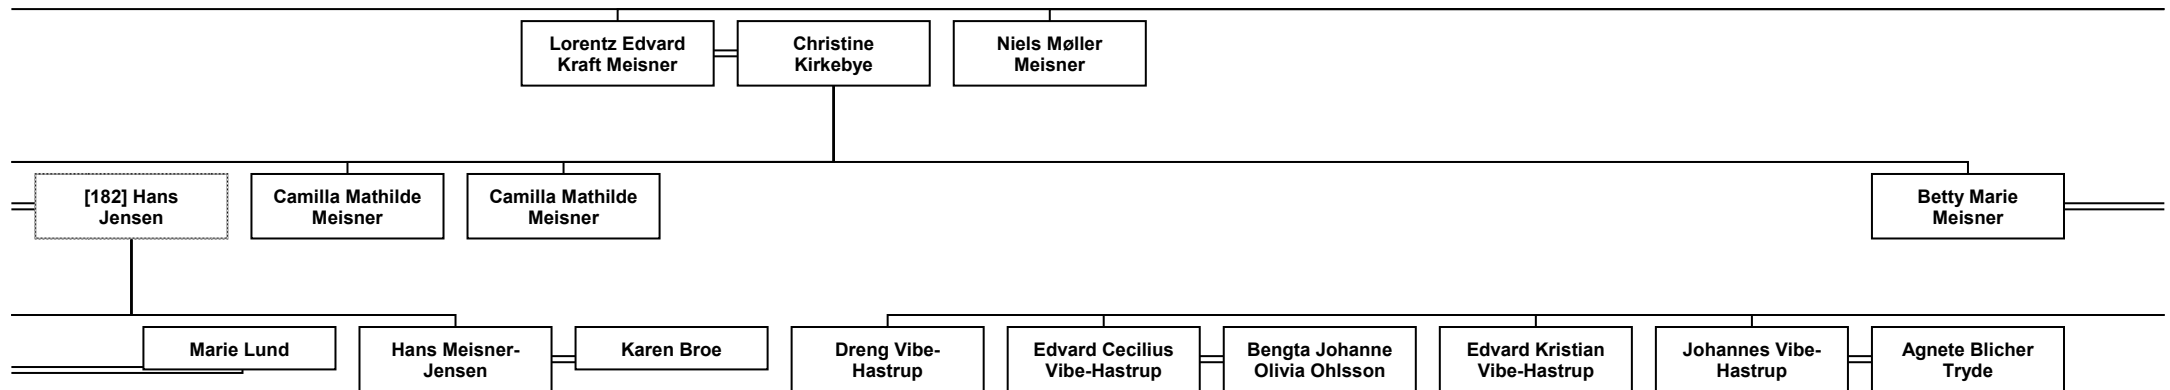 Lorentz Edvard
Kraft Meisner
Christine
Kirkebye
Niels Møller
Meisner
[182] Hans
Jensen
Camilla Mathilde
Meisner
Camilla Mathilde
Meisner
Betty Marie
Meisner
Marie Lund
Hans Meisner-
Jensen
Karen Broe
Dreng Vibe-
Hastrup
Edvard Cecilius
Vibe-Hastrup
Bengta Johanne
Olivia Ohlsson
Edvard Kristian
Vibe-Hastrup
Johannes Vibe-
Hastrup
Agnete Blicher
Tryde